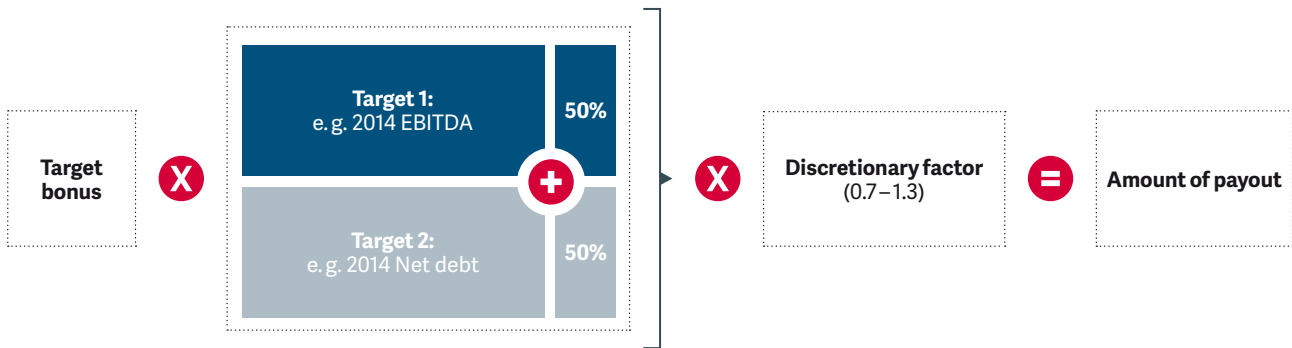 Target
bonus
X
Target 1:
e. g. 2014 EBITDA
50%
+
Target 2:
e. g. 2014 Net debt
50%
X
Discretionary factor
(0.7–1.3)
=
Amount of payout